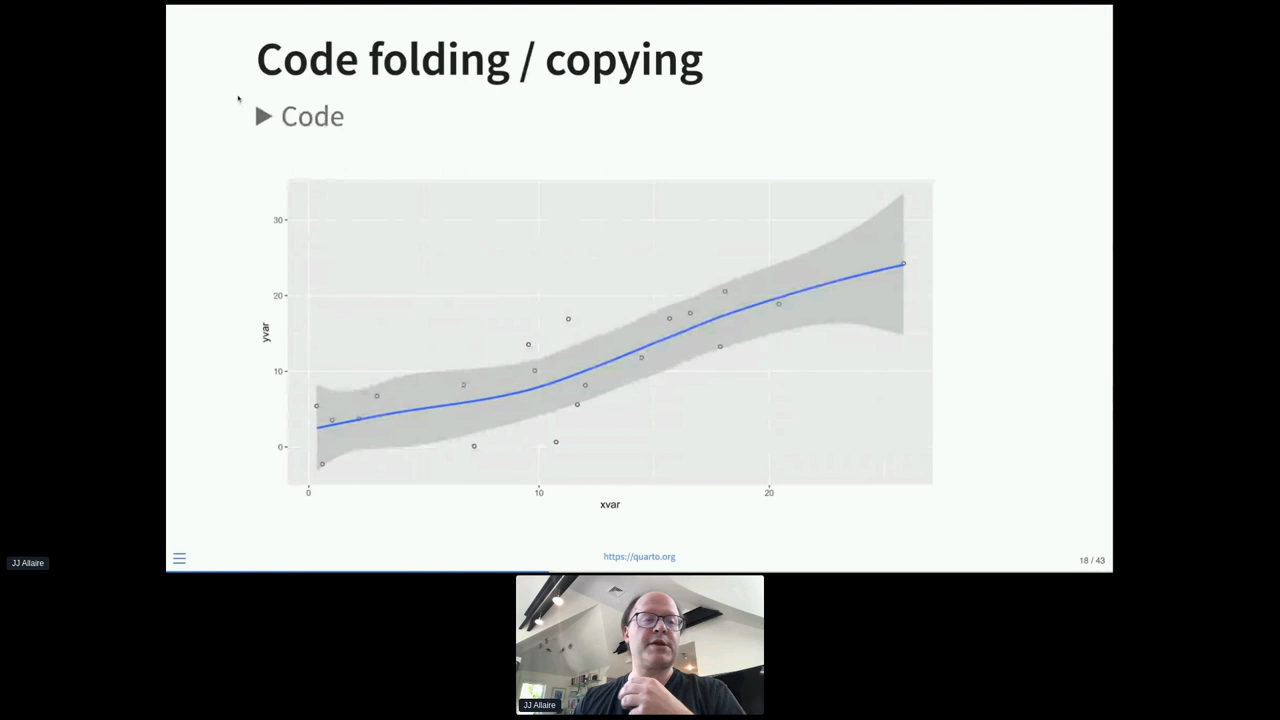 Code folding / copying
Code
30
20
10
0
yvar
0 10 20
xvar
https://quarto.org
18 / 43
JJ Allaire
JJ Allaire